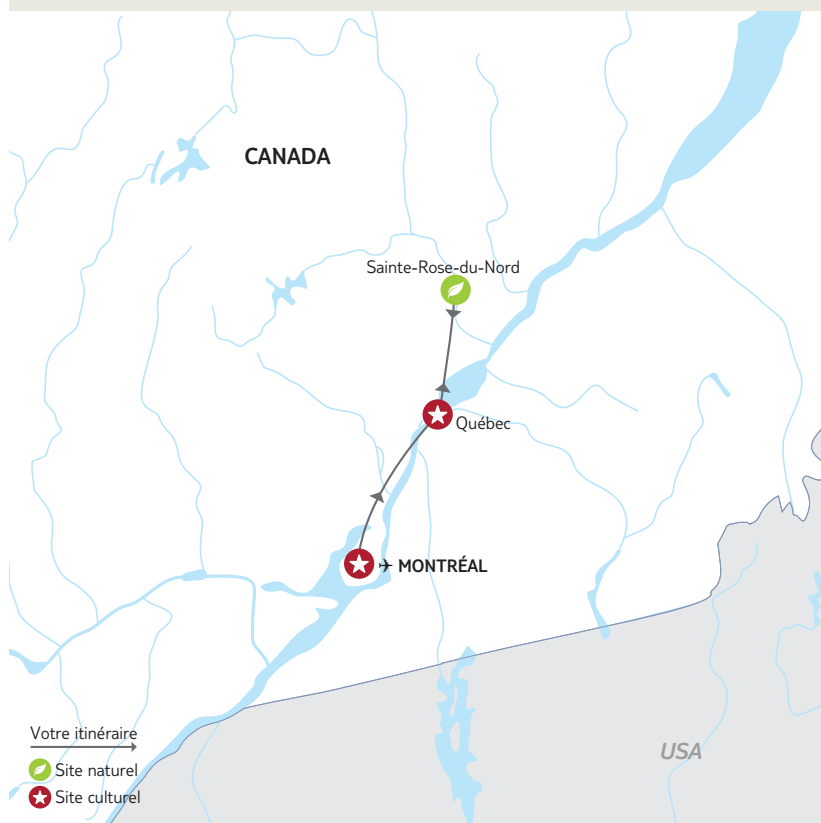 CANADA
Sainte-Rose-du-Nord
Québec
MONTRÉAL
Votre itinéraire
USA
Site naturel
Site culturel